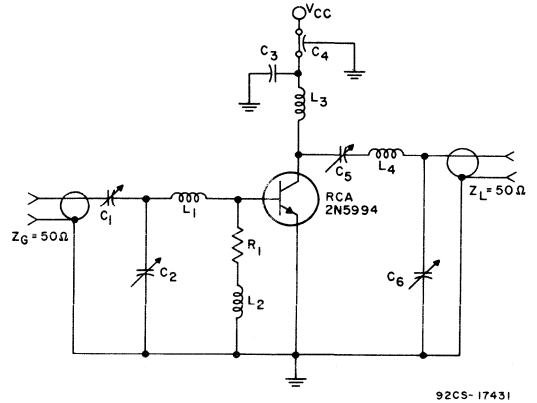 VCC
C3
C4
L3
C5
L4
ZL=50Ω
RCA
2N5994
C1
L1
ZG=50Ω
R1
C2
L2
C6
92CS-17431